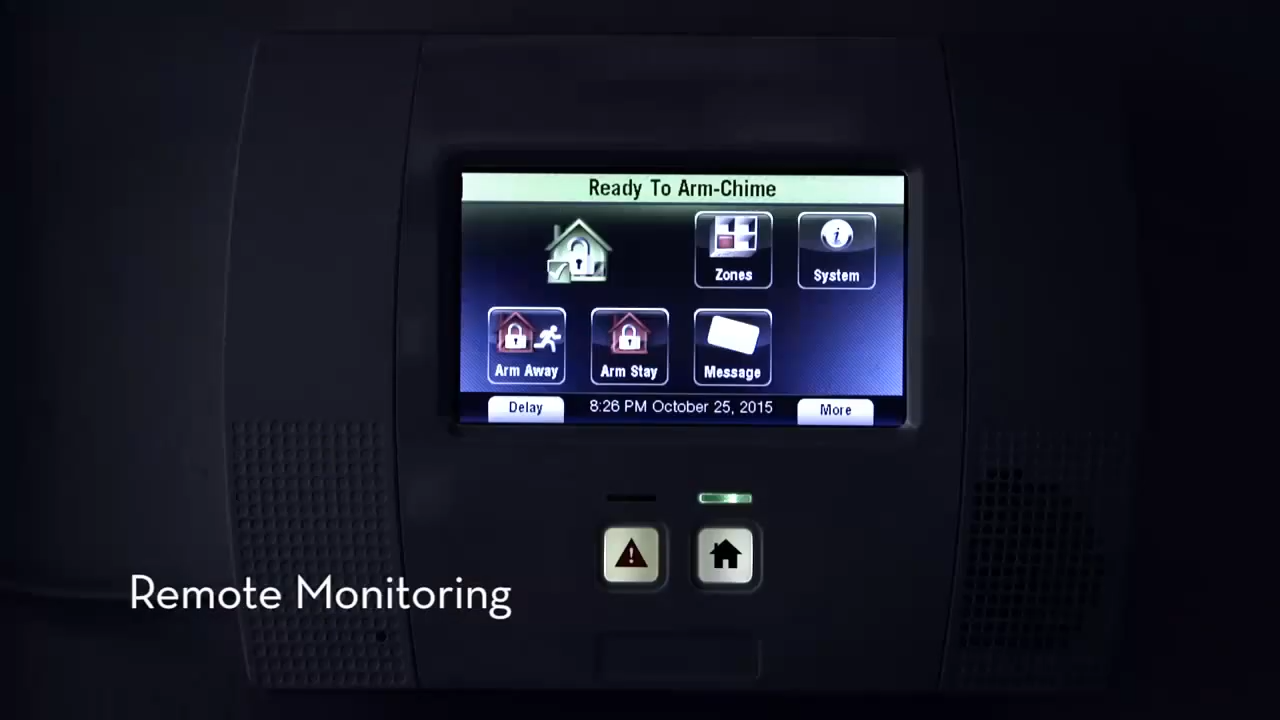 Ready To Arm-Chime
Zones
System
Arm Away
Arm Stay
Message
Delay
8:26 PM October 25, 2015
More
Remote Monitoring